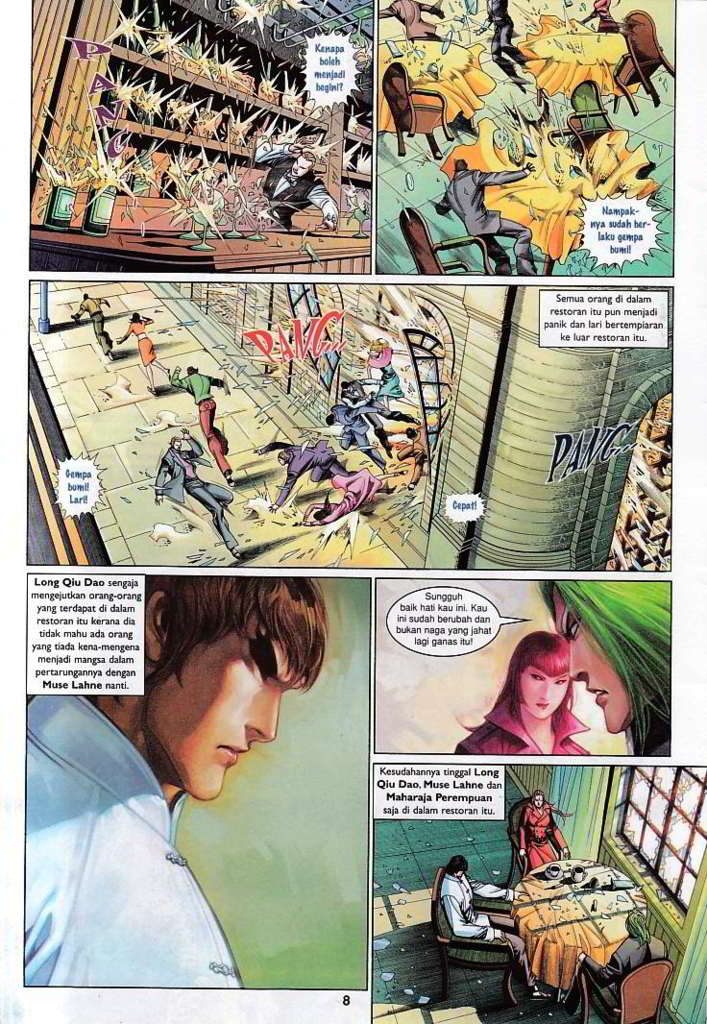 PANG
PANG
Kenapa
boleh
menjadi
begini?
Nampak-
nya sudah ber-
laku gempa
bumi!
Semua orang di dalam
restoran itu pun menjadi
panik dan lari bertempiaran
ke luar restoran itu.
PANG...
PANG...
Gempa
bumi!
Lari!
Cepat!
Long Qiu Dao sengaja
mengejutkan orang-orang
yang terdapat di dalam
restoran itu kerana dia
tidak mahu ada orang
yang tiada kena-mengena
menjadi mangsa dalam
pertarungannya dengan
Muse Lahne nanti.
Sungguh
baik hati kau ini. Kau
ini sudah berubah dan
bukan naga yang jahat
lagi ganas itu!
Kesudahannya tinggal Long
Qiu Dao, Muse Lahne dan
Maharaja Perempuan
saja di dalam restoran itu.
8